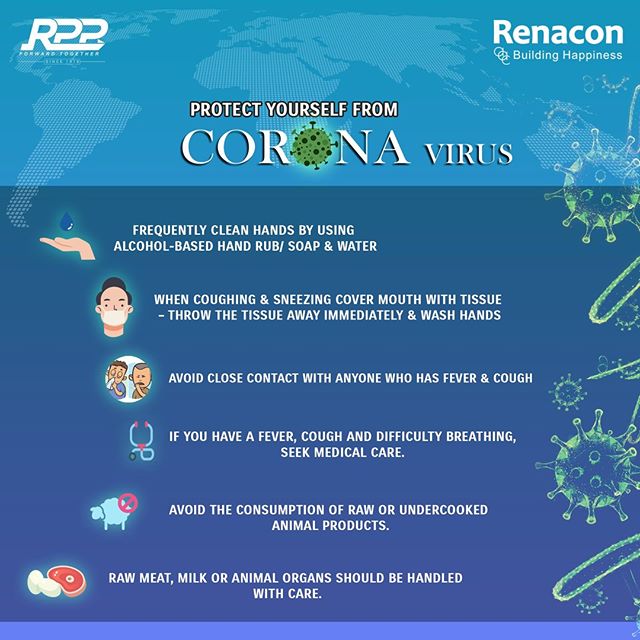 RPP
FORWARD TOGETHER
Renacon
Building Happiness
PROTECT YOURSELF FROM
CORONA VIRUS
FREQUENTLY CLEAN HANDS BY USING
ALCOHOL-BASED HAND RUB/ SOAP & WATER
WHEN COUGHING & SNEEZING COVER MOUTH WITH TISSUE
– THROW THE TISSUE AWAY IMMEDIATELY & WASH HANDS
AVOID CLOSE CONTACT WITH ANYONE WHO HAS FEVER & COUGH
IF YOU HAVE A FEVER, COUGH AND DIFFICULTY BREATHING,
SEEK MEDICAL CARE.
AVOID THE CONSUMPTION OF RAW OR UNDERCOOKED
ANIMAL PRODUCTS.
RAW MEAT, MILK OR ANIMAL ORGANS SHOULD BE HANDLED
WITH CARE.